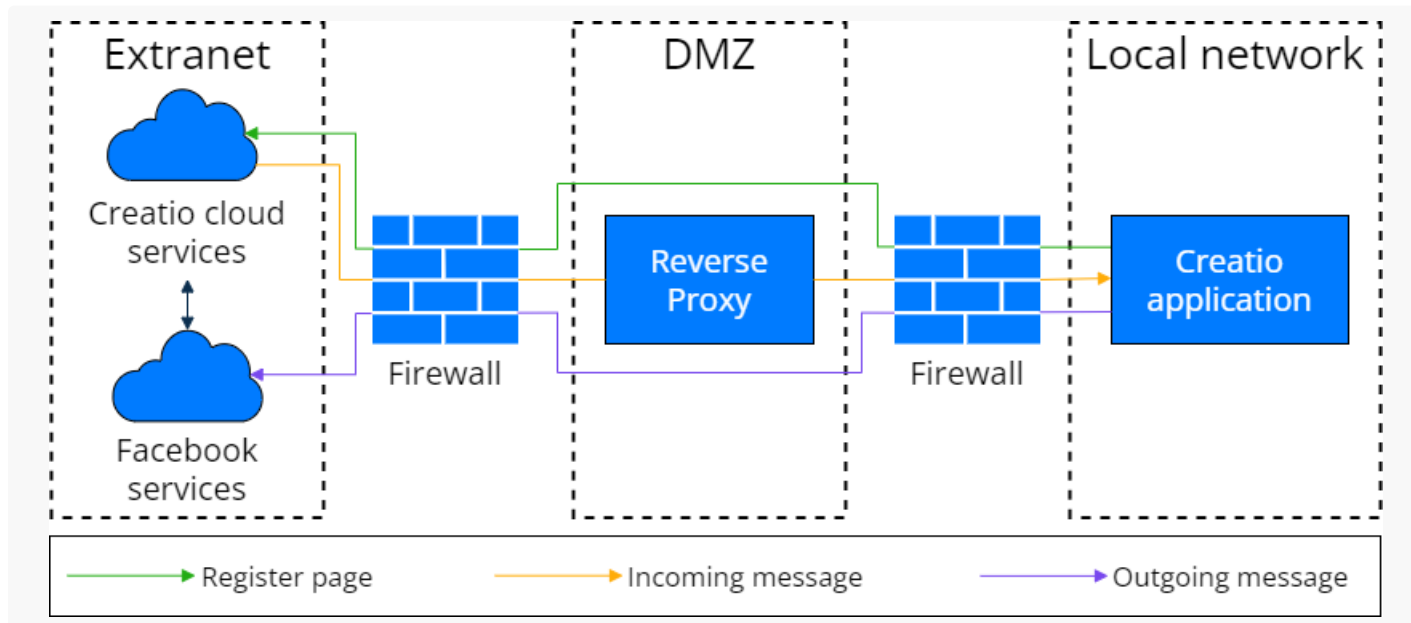 Extranet
DMZ
Local network
Creatio cloud
services
Reverse
Proxy
Creatio
application
Firewall
Firewall
Facebook
services
Register page
Incoming message
Outgoing message